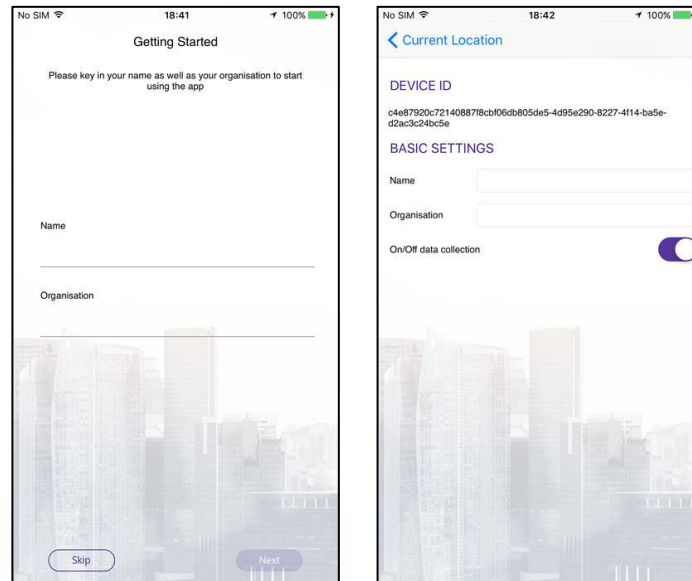 No SIM 18:41 100%
Getting Started
Please key in your name as well as your organisation to start
using the app
Name
Organisation
Skip Next
No SIM 18:42 100%
Current Location
DEVICE ID
c4e87920c72140887f8cbf06db805de5-4d95e290-8227-4f14-ba5e-
d2ac3c24bc5e
BASIC SETTINGS
Name
Organisation
On/Off data collection